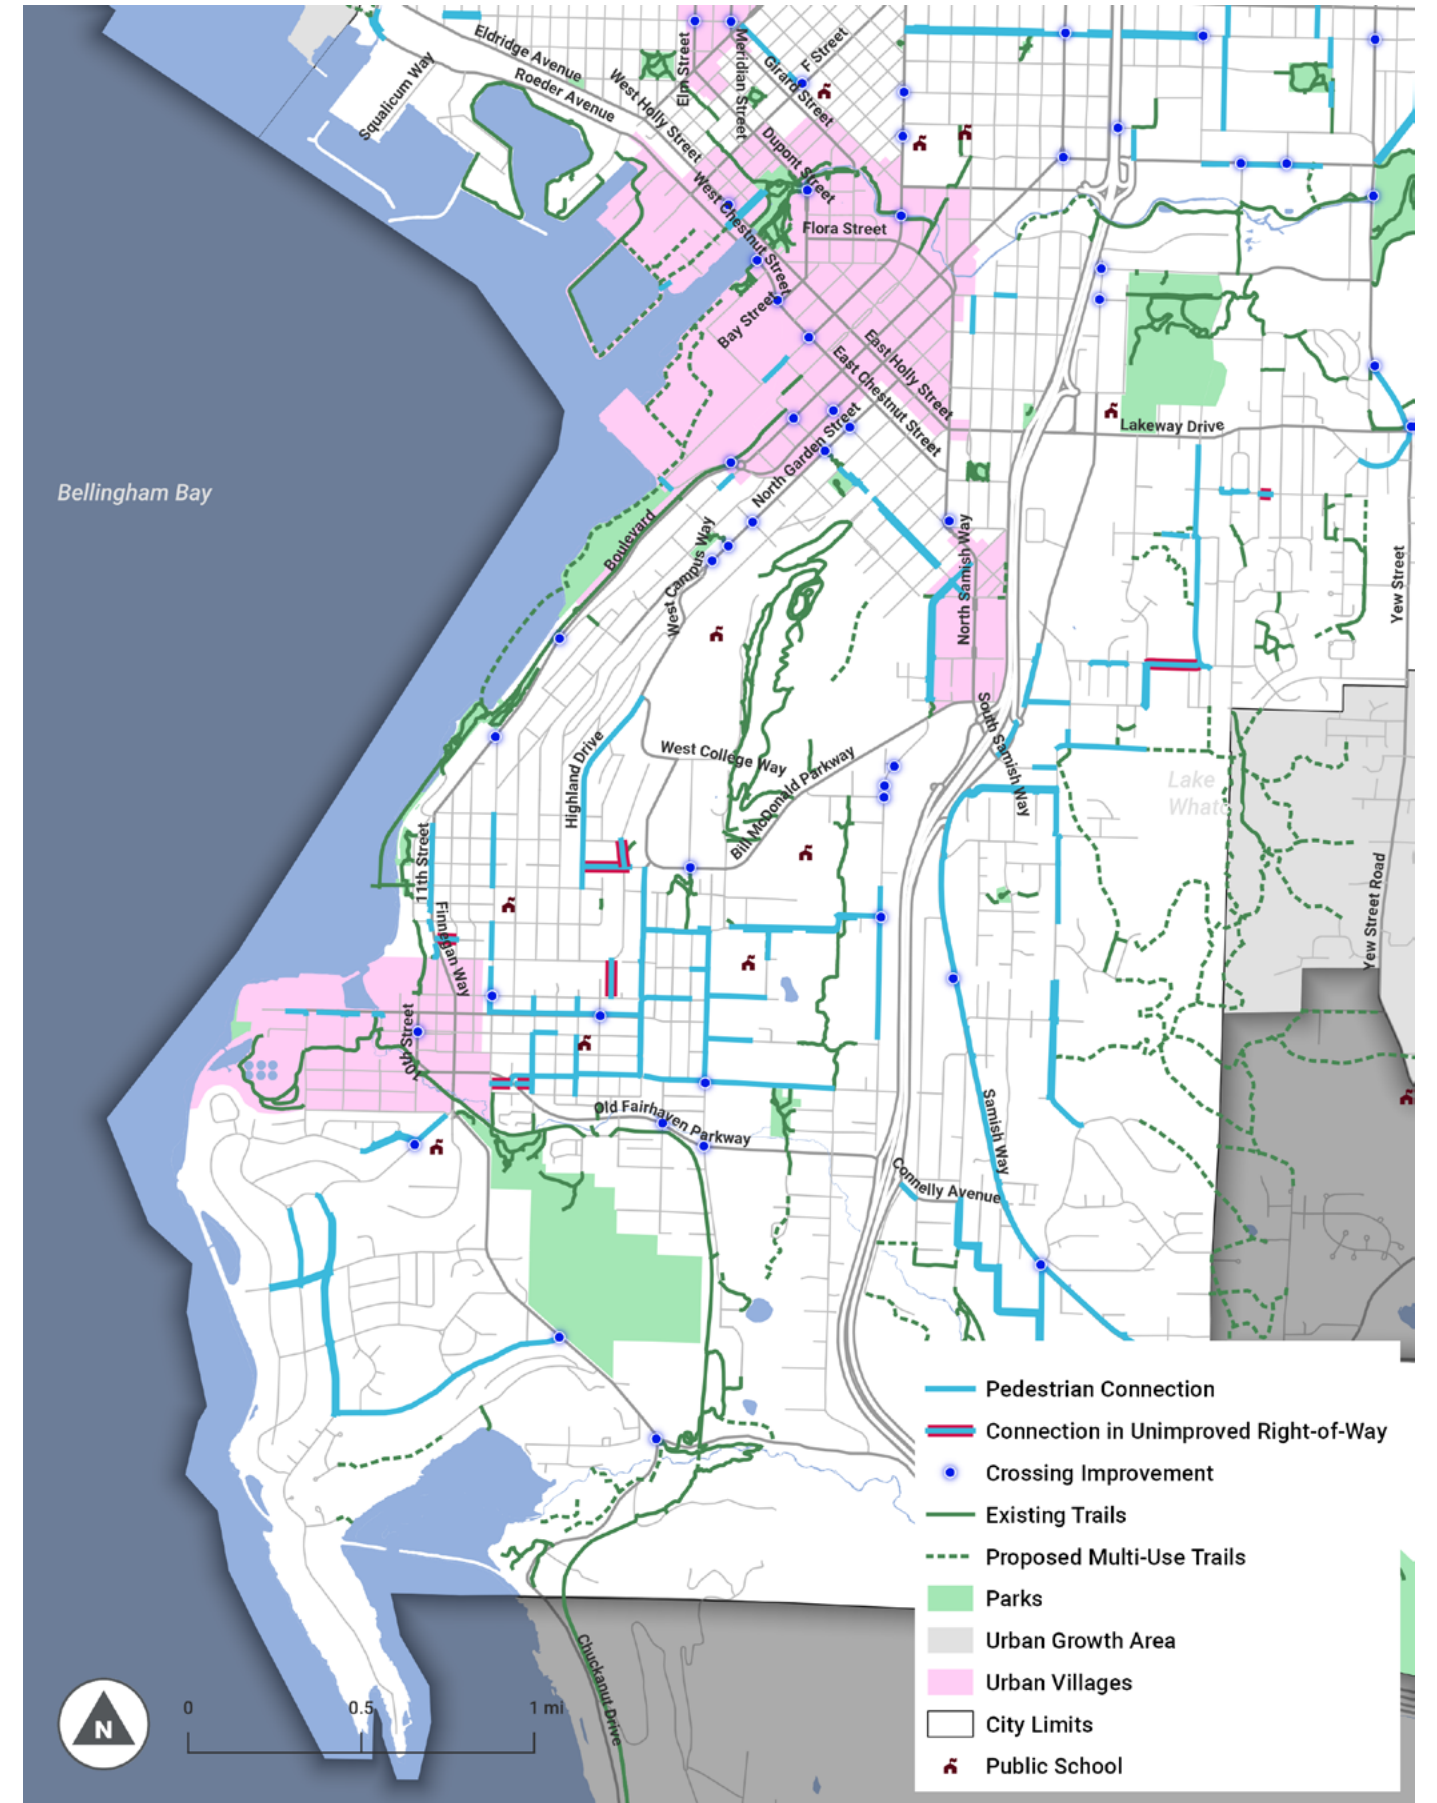 Eldridge Avenue
Roeder Avenue
Squalicum Way
West Holly Street
Elm Street
Meridian Street
Girard Street
F Street
Dupont Street
West Chestnut Street
Flora Street
Bay Street
East Holly Street
East Chestnut Street
North Garden Street
Lakeway Drive
Bellingham Bay
Boulevard
West Campus Way
North Samish Way
Yew Street
Highland Drive
West College Way
Bill McDonald Parkway
South Samish Way
Lake
What
11th Street
Finnegan Way
10th Street
Yew Street Road
Old Fairhaven Parkway
Samish Way
Connelly Avenue
Chuckanut Drive
N
0 0.5 1 mi
Pedestrian Connection
Connection in Unimproved Right-of-Way
Crossing Improvement
Existing Trails
Proposed Multi-Use Trails
Parks
Urban Growth Area
Urban Villages
City Limits
Public School